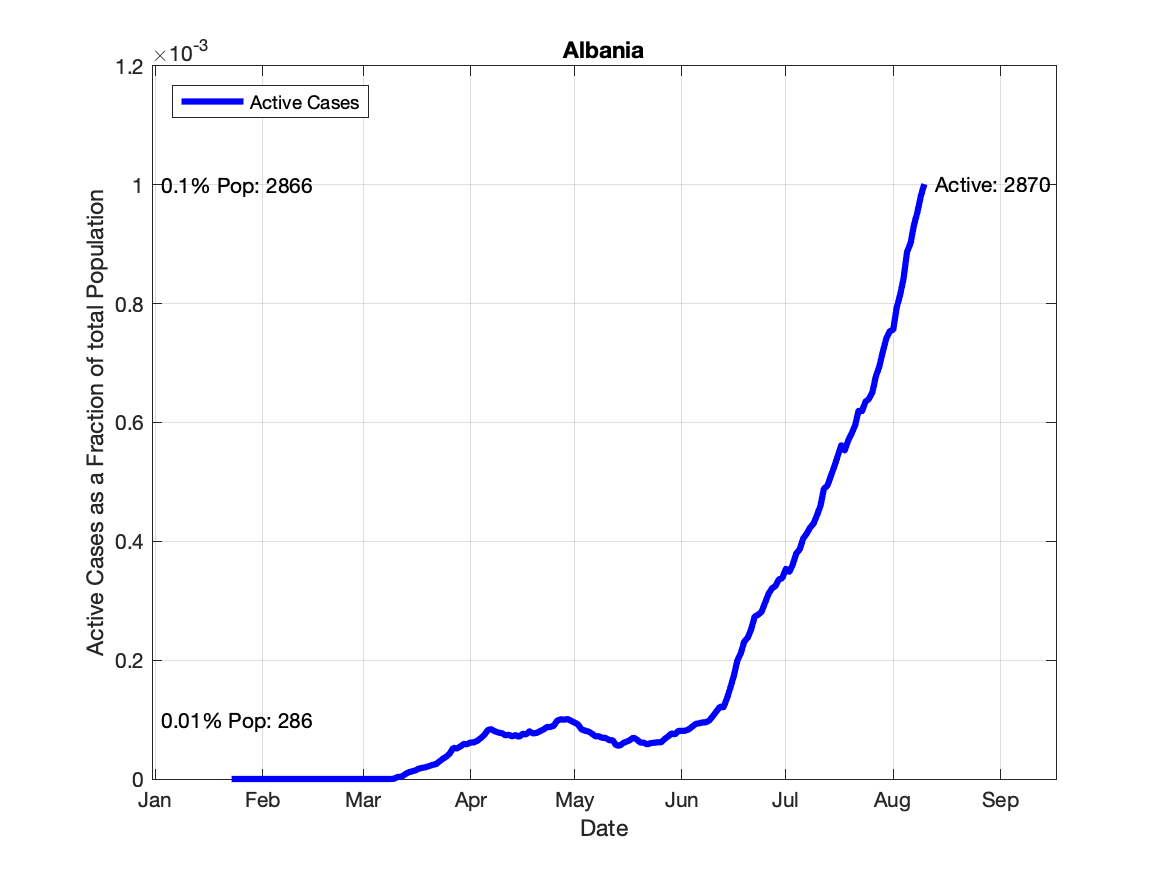 Albania
×10-3
1.2
1
0.8
0.6
0.4
0.2
0
Active Cases
0.1% Pop: 2866
Active: 2870
0.01% Pop: 286
Active Cases as a Fraction of total Population
Jan Feb Mar Apr May Jun Jul Aug Sep
Date